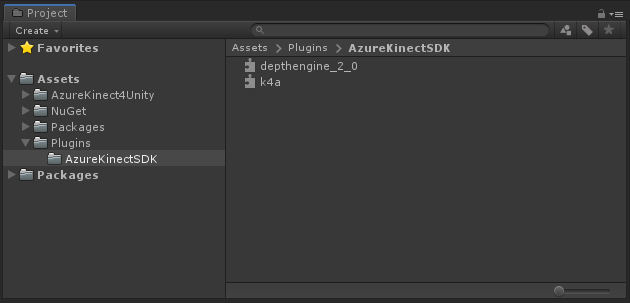 Project
Create
Favorites
Assets
AzureKinect4Unity
NuGet
Packages
Plugins
AzureKinectSDK
Packages
Assets Plugins AzureKinectSDK
depthengine_2_0
k4a